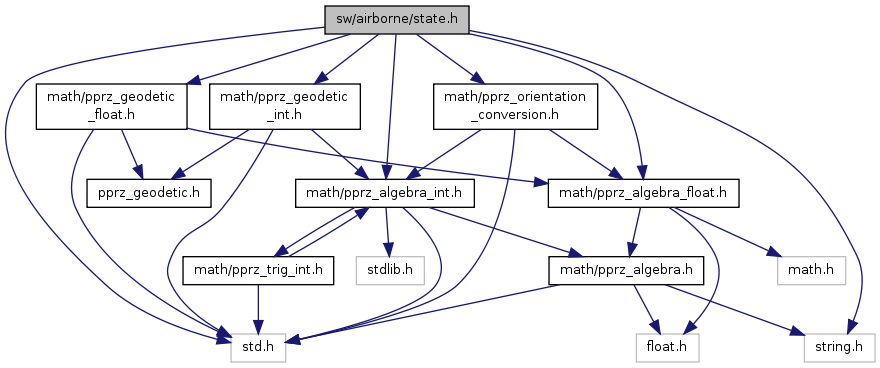 sw/airborne/state.h
math/pprz_geodetic
_float.h
math/pprz_geodetic
_int.h
math/pprz_orientation
_conversion.h
pprz_geodetic.h
math/pprz_algebra_int.h
math/pprz_algebra_float.h
math/pprz_trig_int.h
stdlib.h
math/pprz_algebra.h
math.h
std.h
float.h
string.h